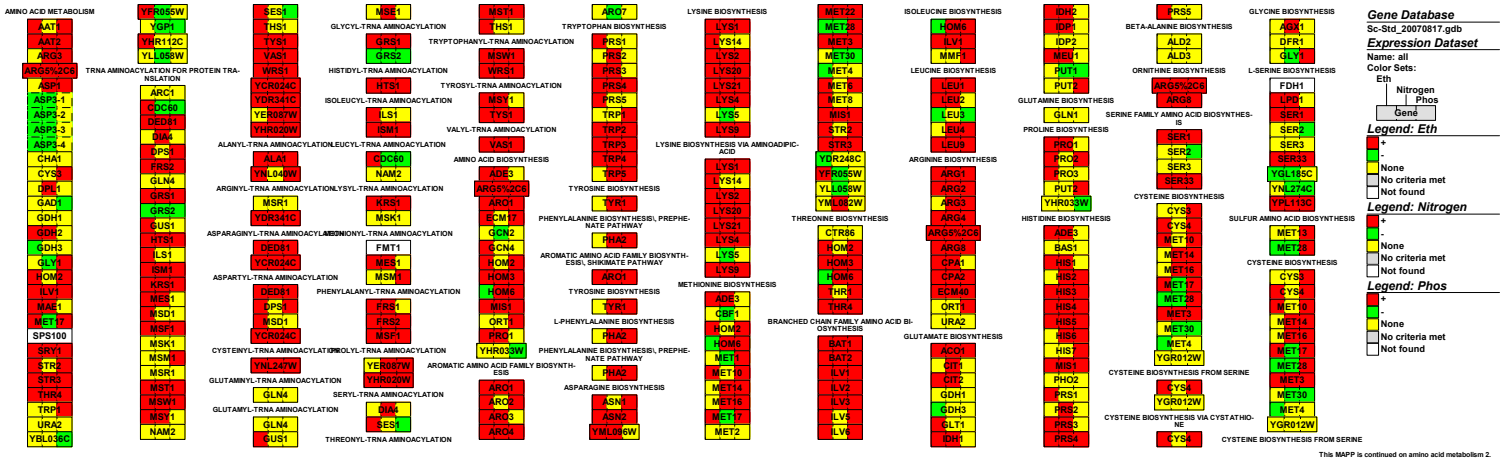 AMINO ACID METABOLISM
AAT1
AAT2
ARG3
ARG5%2C6
ASP1
ASP3-1
ASP3-2
ASP3-3
ASP3-4
CHA1
CYS3
DPL1
GAD1
GDH1
GDH2
GDH3
GLY1
HOM2
ILV1
MAE1
MET17
SPS100
SRY1
STR2
STR3
THR4
TRP1
URA2
YBL036C
YFR055W
YGP1
YHR112C
YLL058W
TRNA AMINOACYLATION FOR PROTEIN TRA-
NSLATION
ARC1
CDC60
DED81
DIA4
DPS1
FRS2
GLN4
GRS1
GRS2
GUS1
HTS1
ILS1
ISM1
KRS1
MES1
MSD1
MSF1
MSK1
MSM1
MSR1
MST1
MSW1
MSY1
NAM2
SES1
THS1
TYS1
VAS1
WRS1
YCR024C
YDR341C
YER087W
YHR020W
ALANYL-TRNA AMINOACYLATION
ALA1
YNL040W
ARGINYL-TRNA AMINOACYLATION
MSR1
YDR341C
ASPARAGINYL-TRNA AMINOACYLATION
DED81
YCR024C
ASPARTYL-TRNA AMINOACYLATION
DED81
DPS1
MSD1
YCR024C
CYSTEINYL-TRNA AMINOACYLATION
YNL247W
GLUTAMINYL-TRNA AMINOACYLATION
GLN4
GLUTAMYL-TRNA AMINOACYLATION
GLN4
GUS1
MSE1
GLYCYL-TRNA AMINOACYLATION
GRS1
GRS2
HISTIDYL-TRNA AMINOACYLATION
HTS1
ISOLEUCYL-TRNA AMINOACYLATION
ILS1
ISM1
LEUCYL-TRNA AMINOACYLATION
CDC60
NAM2
LYSYL-TRNA AMINOACYLATION
KRS1
MSK1
METHIONYL-TRNA AMINOACYLATION
FMT1
MES1
MSM1
PHENYLALANYL-TRNA AMINOACYLATION
FRS1
FRS2
MSF1
PROLYL-TRNA AMINOACYLATION
YER087W
YHR020W
SERYL-TRNA AMINOACYLATION
DIA4
SES1
THREONYL-TRNA AMINOACYLATION
MST1
THS1
TRYPTOPHANYL-TRNA AMINOACYLATION
MSW1
WRS1
TYROSYL-TRNA AMINOACYLATION
MSY1
TYS1
VALYL-TRNA AMINOACYLATION
VAS1
AMINO ACID BIOSYNTHESIS
ADE3
ARG5%2C6
ARO1
ECM17
GCN2
GCN4
HOM2
HOM3
HOM6
MIS1
ORT1
PRO1
YHR033W
AROMATIC AMINO ACID FAMILY BIOSYNTH-
ESIS
ARO1
ARO2
ARO3
ARO4
ARO7
TRYPTOPHAN BIOSYNTHESIS
PRS1
PRS2
PRS3
PRS4
PRS5
TRP1
TRP2
TRP3
TRP4
TRP5
TYROSINE BIOSYNTHESIS
TYR1
PHENYLALANINE BIOSYNTHESIS\, PREPHE-
NATE PATHWAY
PHA2
AROMATIC AMINO ACID FAMILY BIOSYNTH-
ESIS\, SHIKIMATE PATHWAY
ARO1
TYROSINE BIOSYNTHESIS
TYR1
L-PHENYLALANINE BIOSYNTHESIS
PHA2
PHENYLALANINE BIOSYNTHESIS\, PREPHE-
NATE PATHWAY
PHA2
ASPARAGINE BIOSYNTHESIS
ASN1
ASN2
YML096W
LYSINE BIOSYNTHESIS
LYS1
LYS14
LYS2
LYS20
LYS21
LYS4
LYS5
LYS9
LYSINE BIOSYNTHESIS VIA AMINOADIPIC-
ACID
LYS1
LYS14
LYS2
LYS20
LYS21
LYS4
LYS5
LYS9
METHIONINE BIOSYNTHESIS
ADE3
CBF1
HOM2
HOM6
MET1
MET10
MET14
MET16
MET17
MET2
MET22
MET28
MET3
MET30
MET4
MET6
MET8
MIS1
STR2
STR3
YDR248C
YFR055W
YLL058W
YML082W
THREONINE BIOSYNTHESIS
CTR86
HOM2
HOM3
HOM6
THR1
THR4
BRANCHED CHAIN FAMILY AMINO ACID BI-
OSYNTHESIS
BAT1
BAT2
ILV1
ILV2
ILV3
ILV5
ILV6
ISOLEUCINE BIOSYNTHESIS
HOM6
ILV1
MMF1
LEUCINE BIOSYNTHESIS
LEU1
LEU2
LEU3
LEU4
LEU9
ARGININE BIOSYNTHESIS
ARG1
ARG2
ARG3
ARG4
ARG5%2C6
ARG8
CPA1
CPA2
ECM40
ORT1
URA2
GLUTAMATE BIOSYNTHESIS
ACO1
CIT1
CIT2
GDH1
GDH3
GLT1
IDH1
IDH2
IDP1
IDP2
MEU1
PUT1
PUT2
GLUTAMINE BIOSYNTHESIS
GLN1
PROLINE BIOSYNTHESIS
PRO1
PRO2
PRO3
PUT2
YHR033W
HISTIDINE BIOSYNTHESIS
ADE3
BAS1
HIS1
HIS2
HIS3
HIS4
HIS5
HIS6
HIS7
MIS1
PHO2
PRS1
PRS2
PRS3
PRS4
PRS5
BETA-ALANINE BIOSYNTHESIS
ALD2
ALD3
ORNITHINE BIOSYNTHESIS
ARG5%2C6
ARG8
SERINE FAMILY AMINO ACID BIOSYNTHES-
IS
SER1
SER2
SER3
SER33
CYSTEINE BIOSYNTHESIS
CYS3
CYS4
MET10
MET14
MET16
MET17
MET28
MET3
MET30
MET4
YGR012W
CYSTEINE BIOSYNTHESIS FROM SERINE
CYS4
YGR012W
CYSTEINE BIOSYNTHESIS VIA CYSTATHIO-
NE
CYS4
GLYCINE BIOSYNTHESIS
AGX1
DFR1
GLY1
L-SERINE BIOSYNTHESIS
FDH1
LPD1
SER1
SER2
SER3
SER33
YGL185C
YNL274C
YPL113C
SULFUR AMINO ACID BIOSYNTHESIS
MET13
MET28
CYSTEINE BIOSYNTHESIS
CYS3
CYS4
MET10
MET14
MET16
MET17
MET28
MET3
MET30
MET4
YGR012W
CYSTEINE BIOSYNTHESIS FROM SERINE
Gene Database
Sc-Std_20070817.gdb
Expression Dataset
Name: all
Color Sets:
Eth
Nitrogen
Phos
Gene
Legend: Eth
+
-
None
No criteria met
Not found
Legend: Nitrogen
+
-
None
No criteria met
Not found
Legend: Phos
+
-
None
No criteria met
Not found
This MAPP is continued on amino acid metabolism 2.